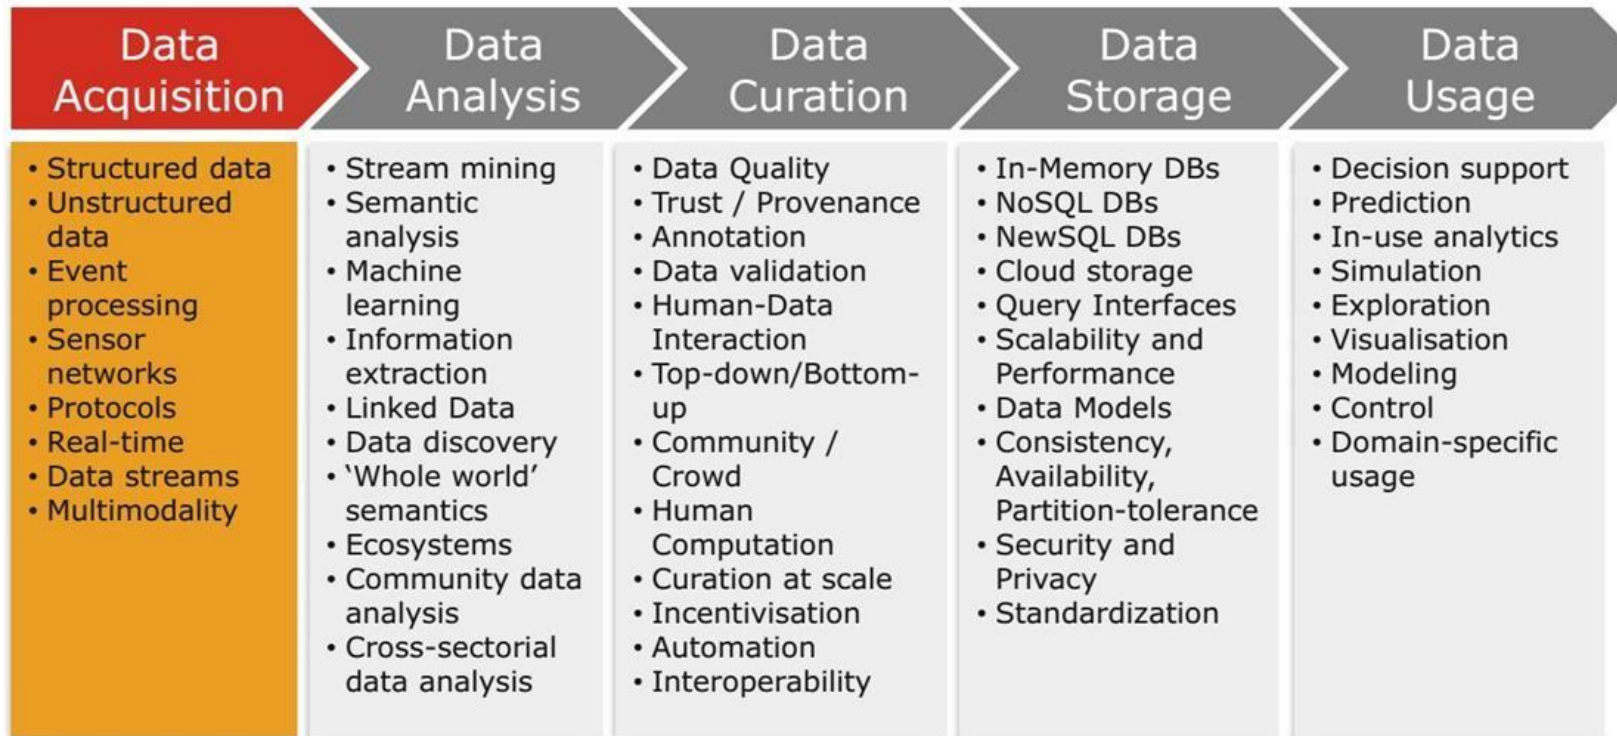 Data
Acquisition
Data
Analysis
Data
Curation
Data
Storage
Data
Usage
• Structured data
• Unstructured
data
• Event
processing
• Sensor
networks
• Protocols
• Real-time
• Data streams
• Multimodality
• Stream mining
• Semantic
analysis
• Machine
learning
• Information
extraction
• Linked Data
• Data discovery
• ‘Whole world’
semantics
• Ecosystems
• Community data
analysis
• Cross-sectorial
data analysis
• Data Quality
• Trust / Provenance
• Annotation
• Data validation
• Human-Data
Interaction
• Top-down/Bottom-
up
• Community /
Crowd
• Human
Computation
• Curation at scale
• Incentivisation
• Automation
• Interoperability
• In-Memory DBs
• NoSQL DBs
• NewSQL DBs
• Cloud storage
• Query Interfaces
• Scalability and
Performance
• Data Models
• Consistency,
Availability,
Partition-tolerance
• Security and
Privacy
• Standardization
• Decision support
• Prediction
• In-use analytics
• Simulation
• Exploration
• Visualisation
• Modeling
• Control
• Domain-specific
usage